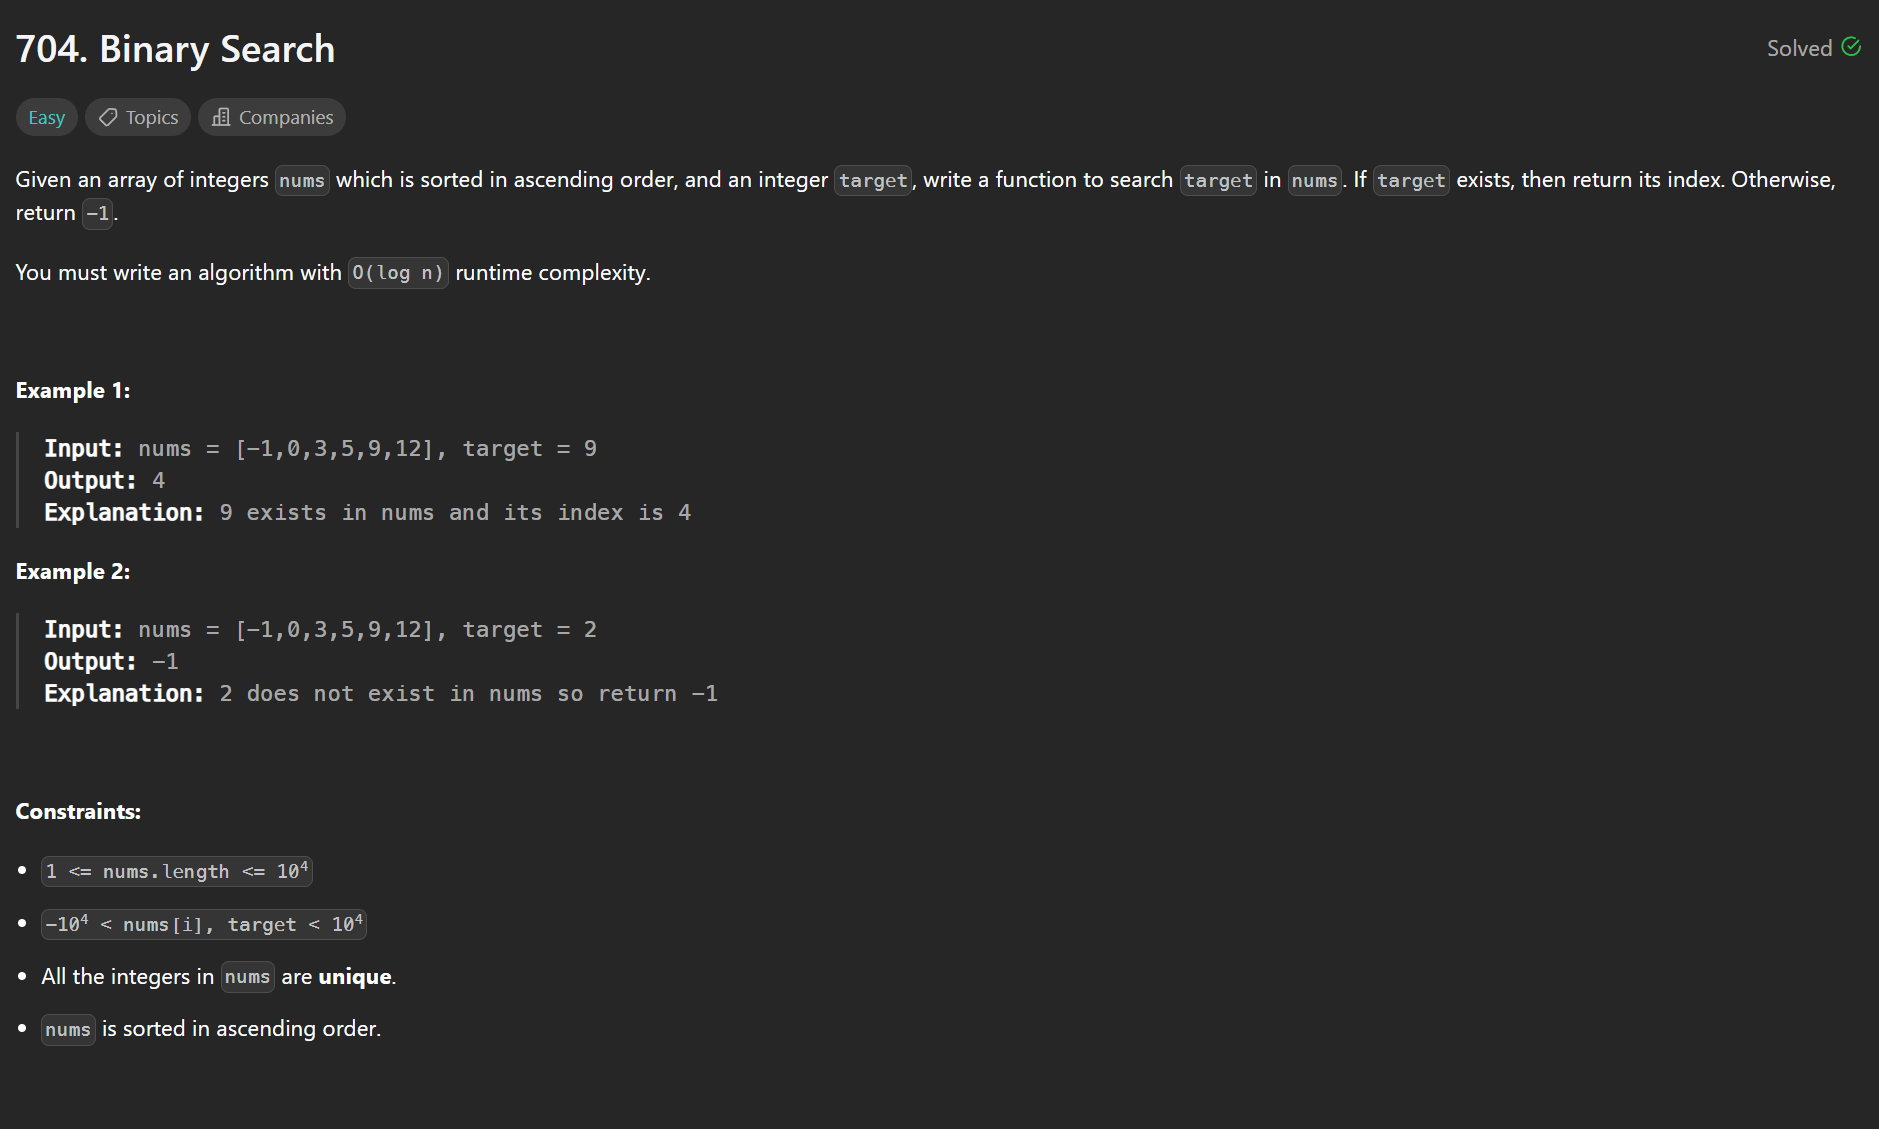 704. Binary Search
Solved
Easy Topics Companies
Given an array of integers nums which is sorted in ascending order, and an integer target, write a function to search target in nums. If target exists, then return its index. Otherwise,
return -1.
You must write an algorithm with O(log n) runtime complexity.
Example 1:
Input: nums = [-1,0,3,5,9,12], target = 9
Output: 4
Explanation: 9 exists in nums and its index is 4
Example 2:
Input: nums = [-1,0,3,5,9,12], target = 2
Output: -1
Explanation: 2 does not exist in nums so return -1
Constraints:
• 1 <= nums.length <= 10⁴
• -10⁴ < nums[i], target < 10⁴
• All the integers in nums are unique.
• nums is sorted in ascending order.